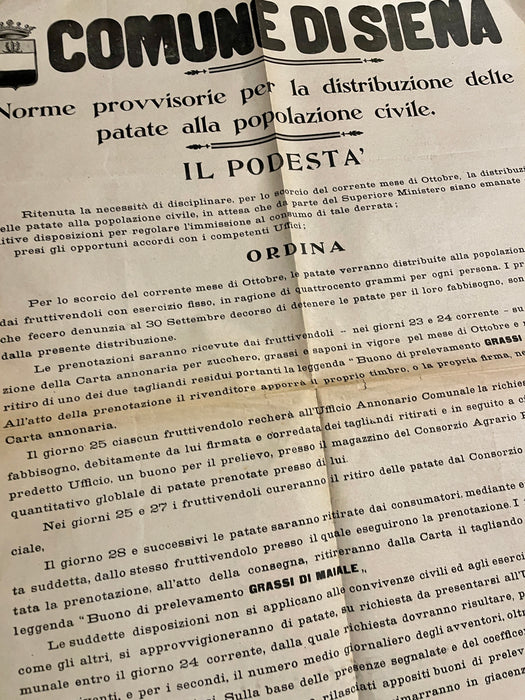 COMUNE DI SIENA
Norme provvisorie per la distribuzione delle
patate alla popolazione civile.
IL PODESTA'
Ritenuta la necessità di disciplinare, per lo scorcio del corrente mese di Ottobre, la distribuzi
elle patate alla popolazione civile, in attesa che da parte del Superiore Ministero siano emanate
itive disposizioni per regolare l'immissione al consumo di tale derrata;
presi gli opportuni accordi con i competenti Uffici;
ORDINA
Per lo scorcio del corrente mese di Ottobre, le patate verranno distribuite alla popolazion
dai fruttivendoli con esercizio fisso, in ragione di quattrocento grammi per ogni persona. I pr
che fecero denunzia al 30 Settembre decorso di detenere le patate per il loro fabbisogno, son
dalla presente distribuzione.
Le prenotazioni saranno ricevute dai fruttivendoli - nei giorni 23 e 24 corrente - su
zione della Carta annonaria per zucchero, grassi e saponi in vigore pel mese di Ottobre e
ritiro di uno dei due tagliandi residui portanti la leggenda "Buono di prelevamento GRASSI
All'atto della prenotazione il rivenditore apporrà il proprio timbro, o la propria firma, n
Carta annonaria.
Il giorno 25 ciascun fruttivendolo recherà all'Ufficio Annonario Comunale la richie
fabbisogno, debitamente da lui firmata e corredata dei tagliandi ritirati e in seguito a c
predetto Ufficio, un buono per il prelievo, presso il magazzino del Consorzio Agrario
quantitativo globlale di patate prenotate presso di lui.
Nei giorni 25 e 27 i fruttivendoli cureranno il ritiro delle patate dal Consorzio
ciale,
Il giorno 28 e successivi le patate saranno ritirate dai consumatori, mediante e
ta suddetta, dallo stesso fruttivendolo presso il quale eseguirono la prenotazione. I
tata la prenotazione, all'atto della consegna, ritireranno dalla Carta il tagliando
leggenda "Buono di prelevamento GRASSI DI MAIALE„
Le suddette disposizioni non si applicano alle convivenze civili ed agli eserci
come gli altri, si approvvigioneranno di patate, su richiesta da presentarsi all'
munale entro il giorno 24 corrente, dalla quale richiesta dovranno risultare, p
nti, e per i secondi, il numero medio giornaliero degli avventori, olt
Sulla base delle presenze segnalate e del coeffic
rilasciati appositi buoni di prelev
marranno in giacenz